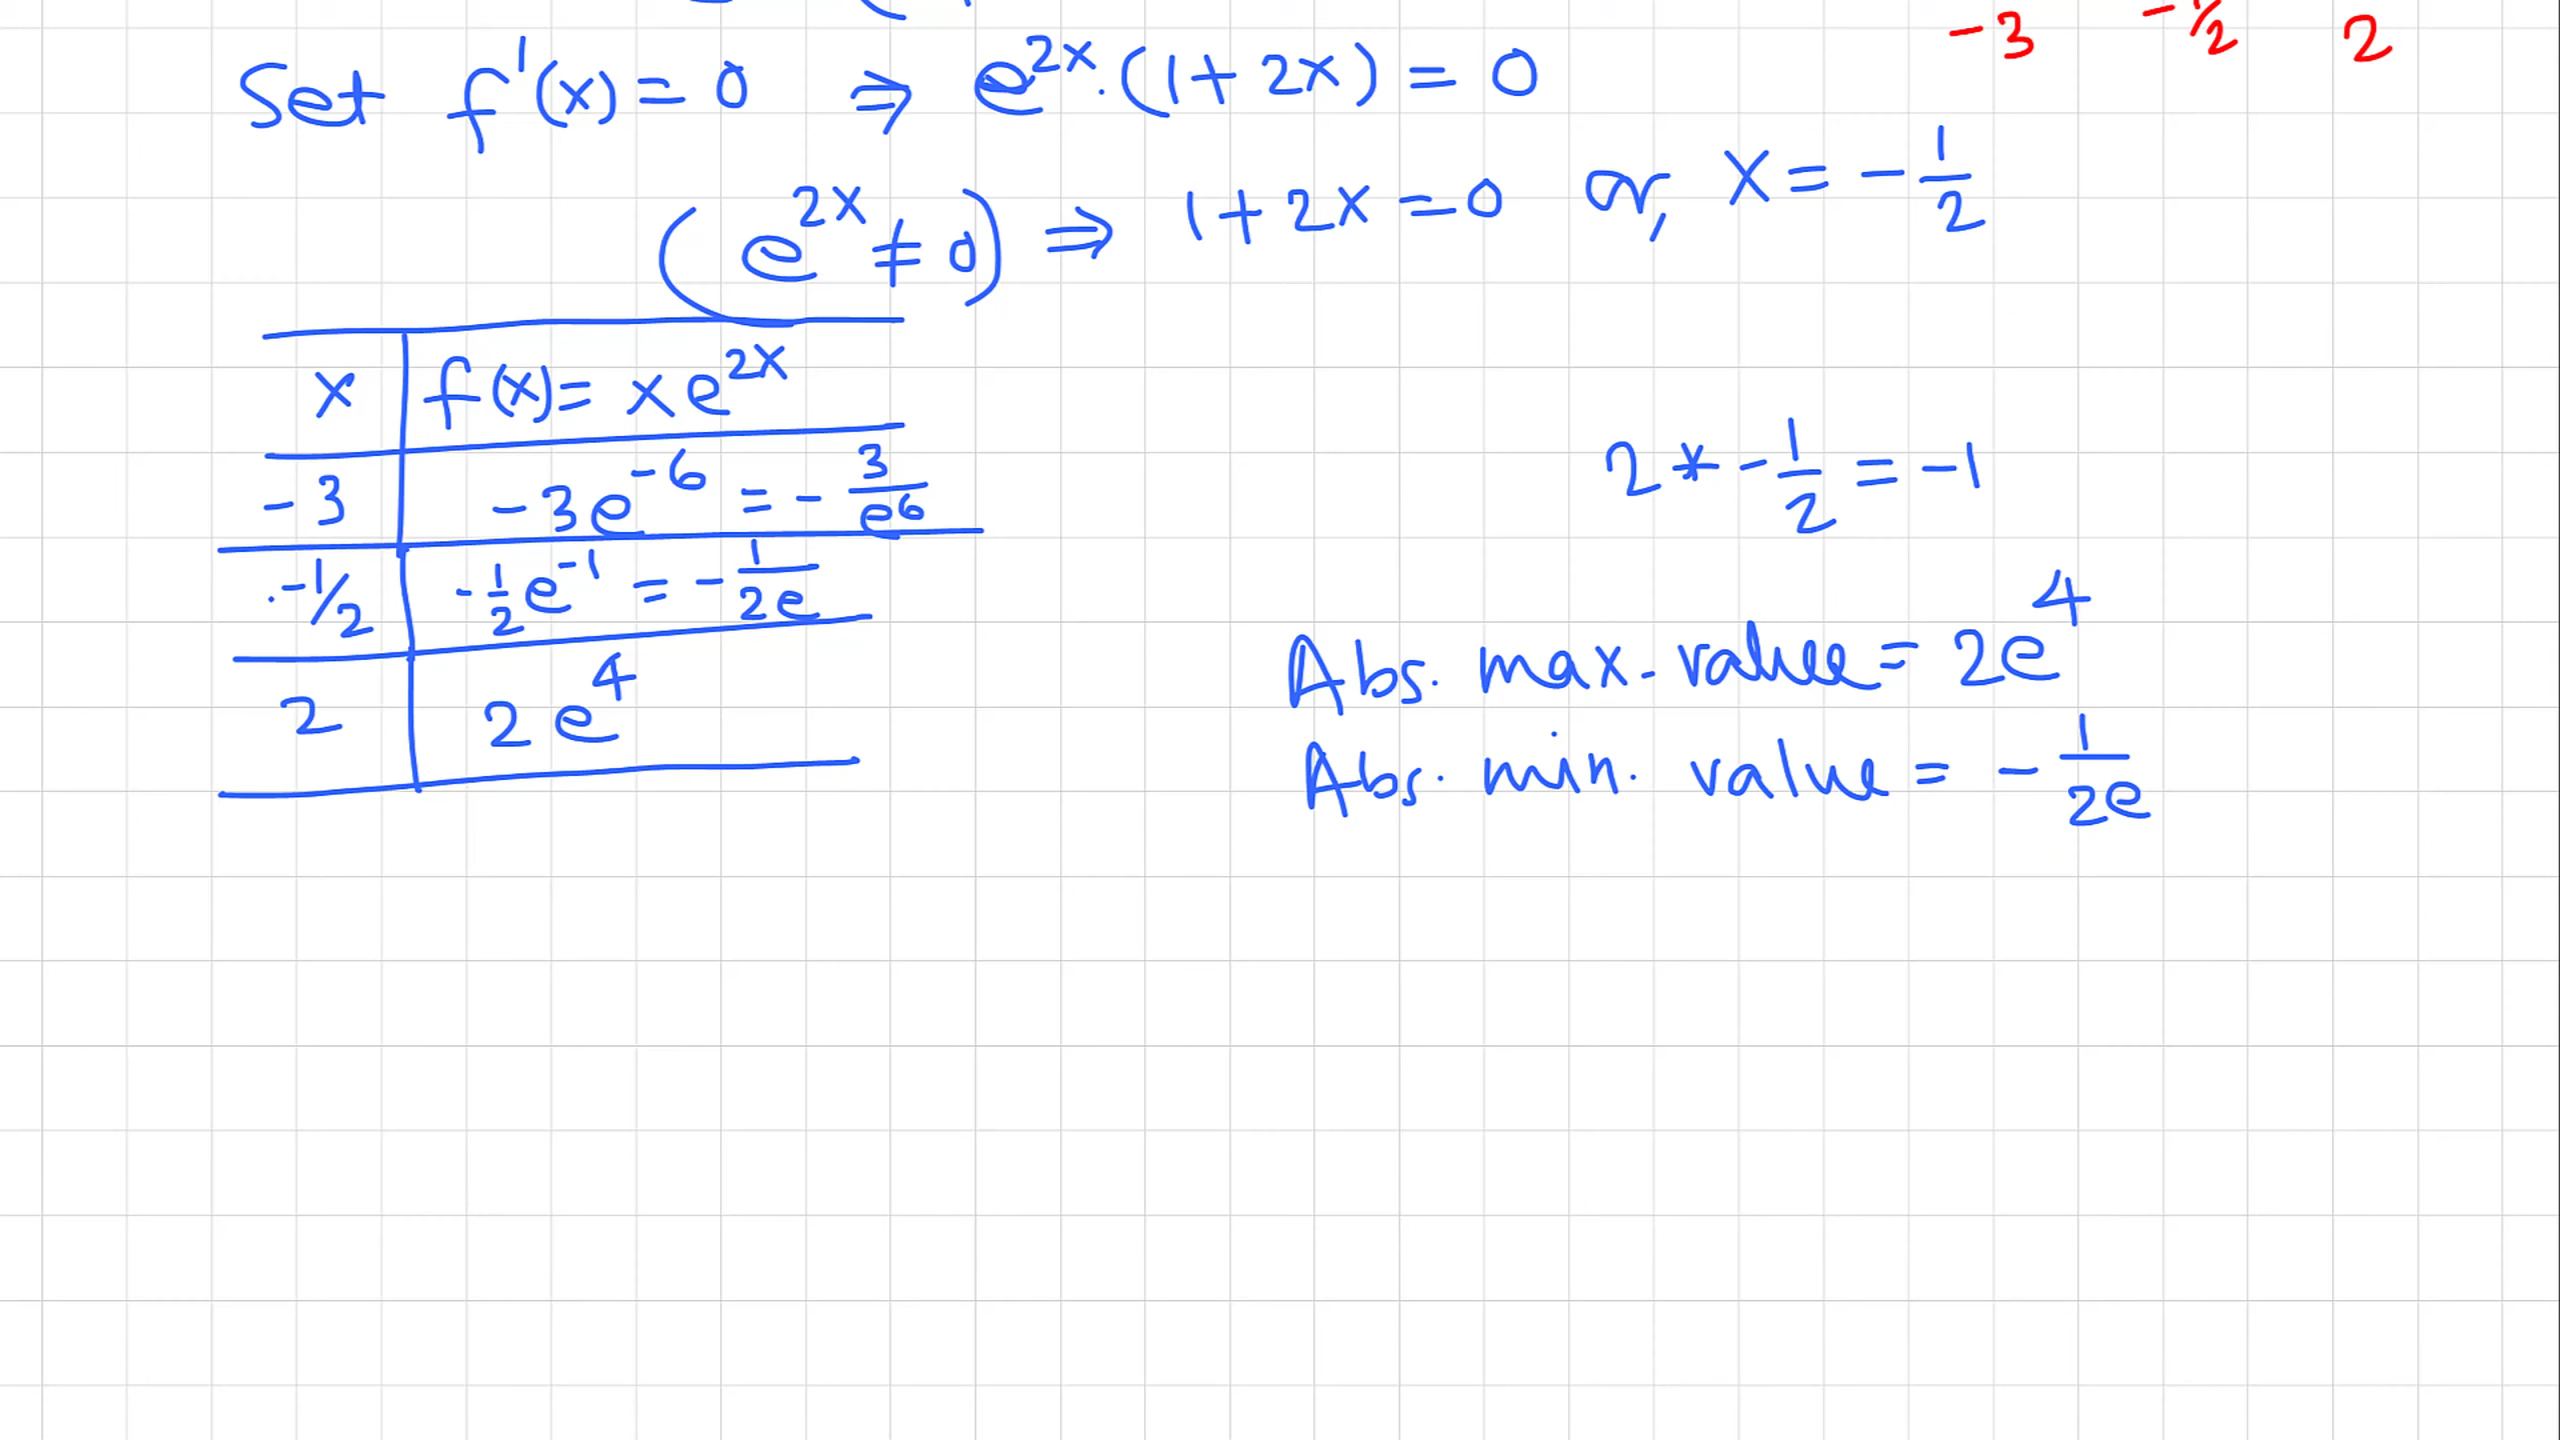 -3 -1/2 2
Set f'(x) = 0 ⇒ e^{2x}·(1+2x) = 0
(e^{2x} ≠ 0) ⇒ 1+2x = 0 or, x = -1/2
x | f(x) = xe^{2x}
-3 | -3e^{-6} = -3/e^6
-1/2 | -1/2 e^{-1} = -1/2e
2 | 2e^4
2 * -1/2 = -1
Abs. max. value = 2e^4
Abs. min. value = -1/2e